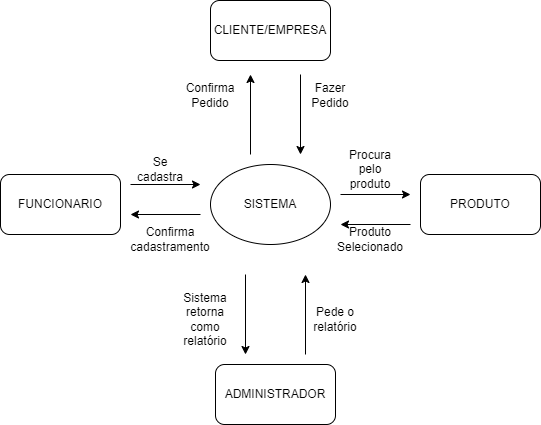 CLIENTE/EMPRESA
Confirma
Pedido
Fazer
Pedido
Se
cadastra
Procura
pelo
produto
FUNCIONARIO
SISTEMA
PRODUTO
Confirma
cadastramento
Produto
Selecionado
Sistema
retorna
como
relatório
Pede o
relatório
ADMINISTRADOR